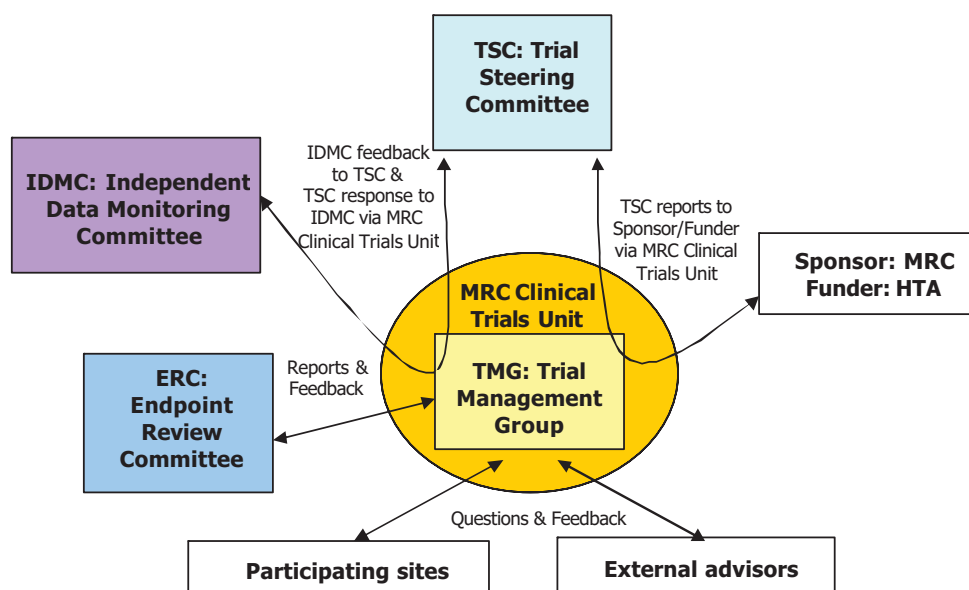 TSC: Trial
Steering
Committee
IDMC feedback
to TSC &
TSC response to
IDMC via MRC
Clinical Trials Unit
IDMC: Independent
Data Monitoring
Committee
TSC reports to
Sponsor/Funder
via MRC Clinical
Trials Unit
Sponsor: MRC
Funder: HTA
MRC Clinical
Trials Unit
TMG: Trial
Management
Group
Reports &
Feedback
ERC:
Endpoint
Review
Committee
Questions & Feedback
Participating sites
External advisors